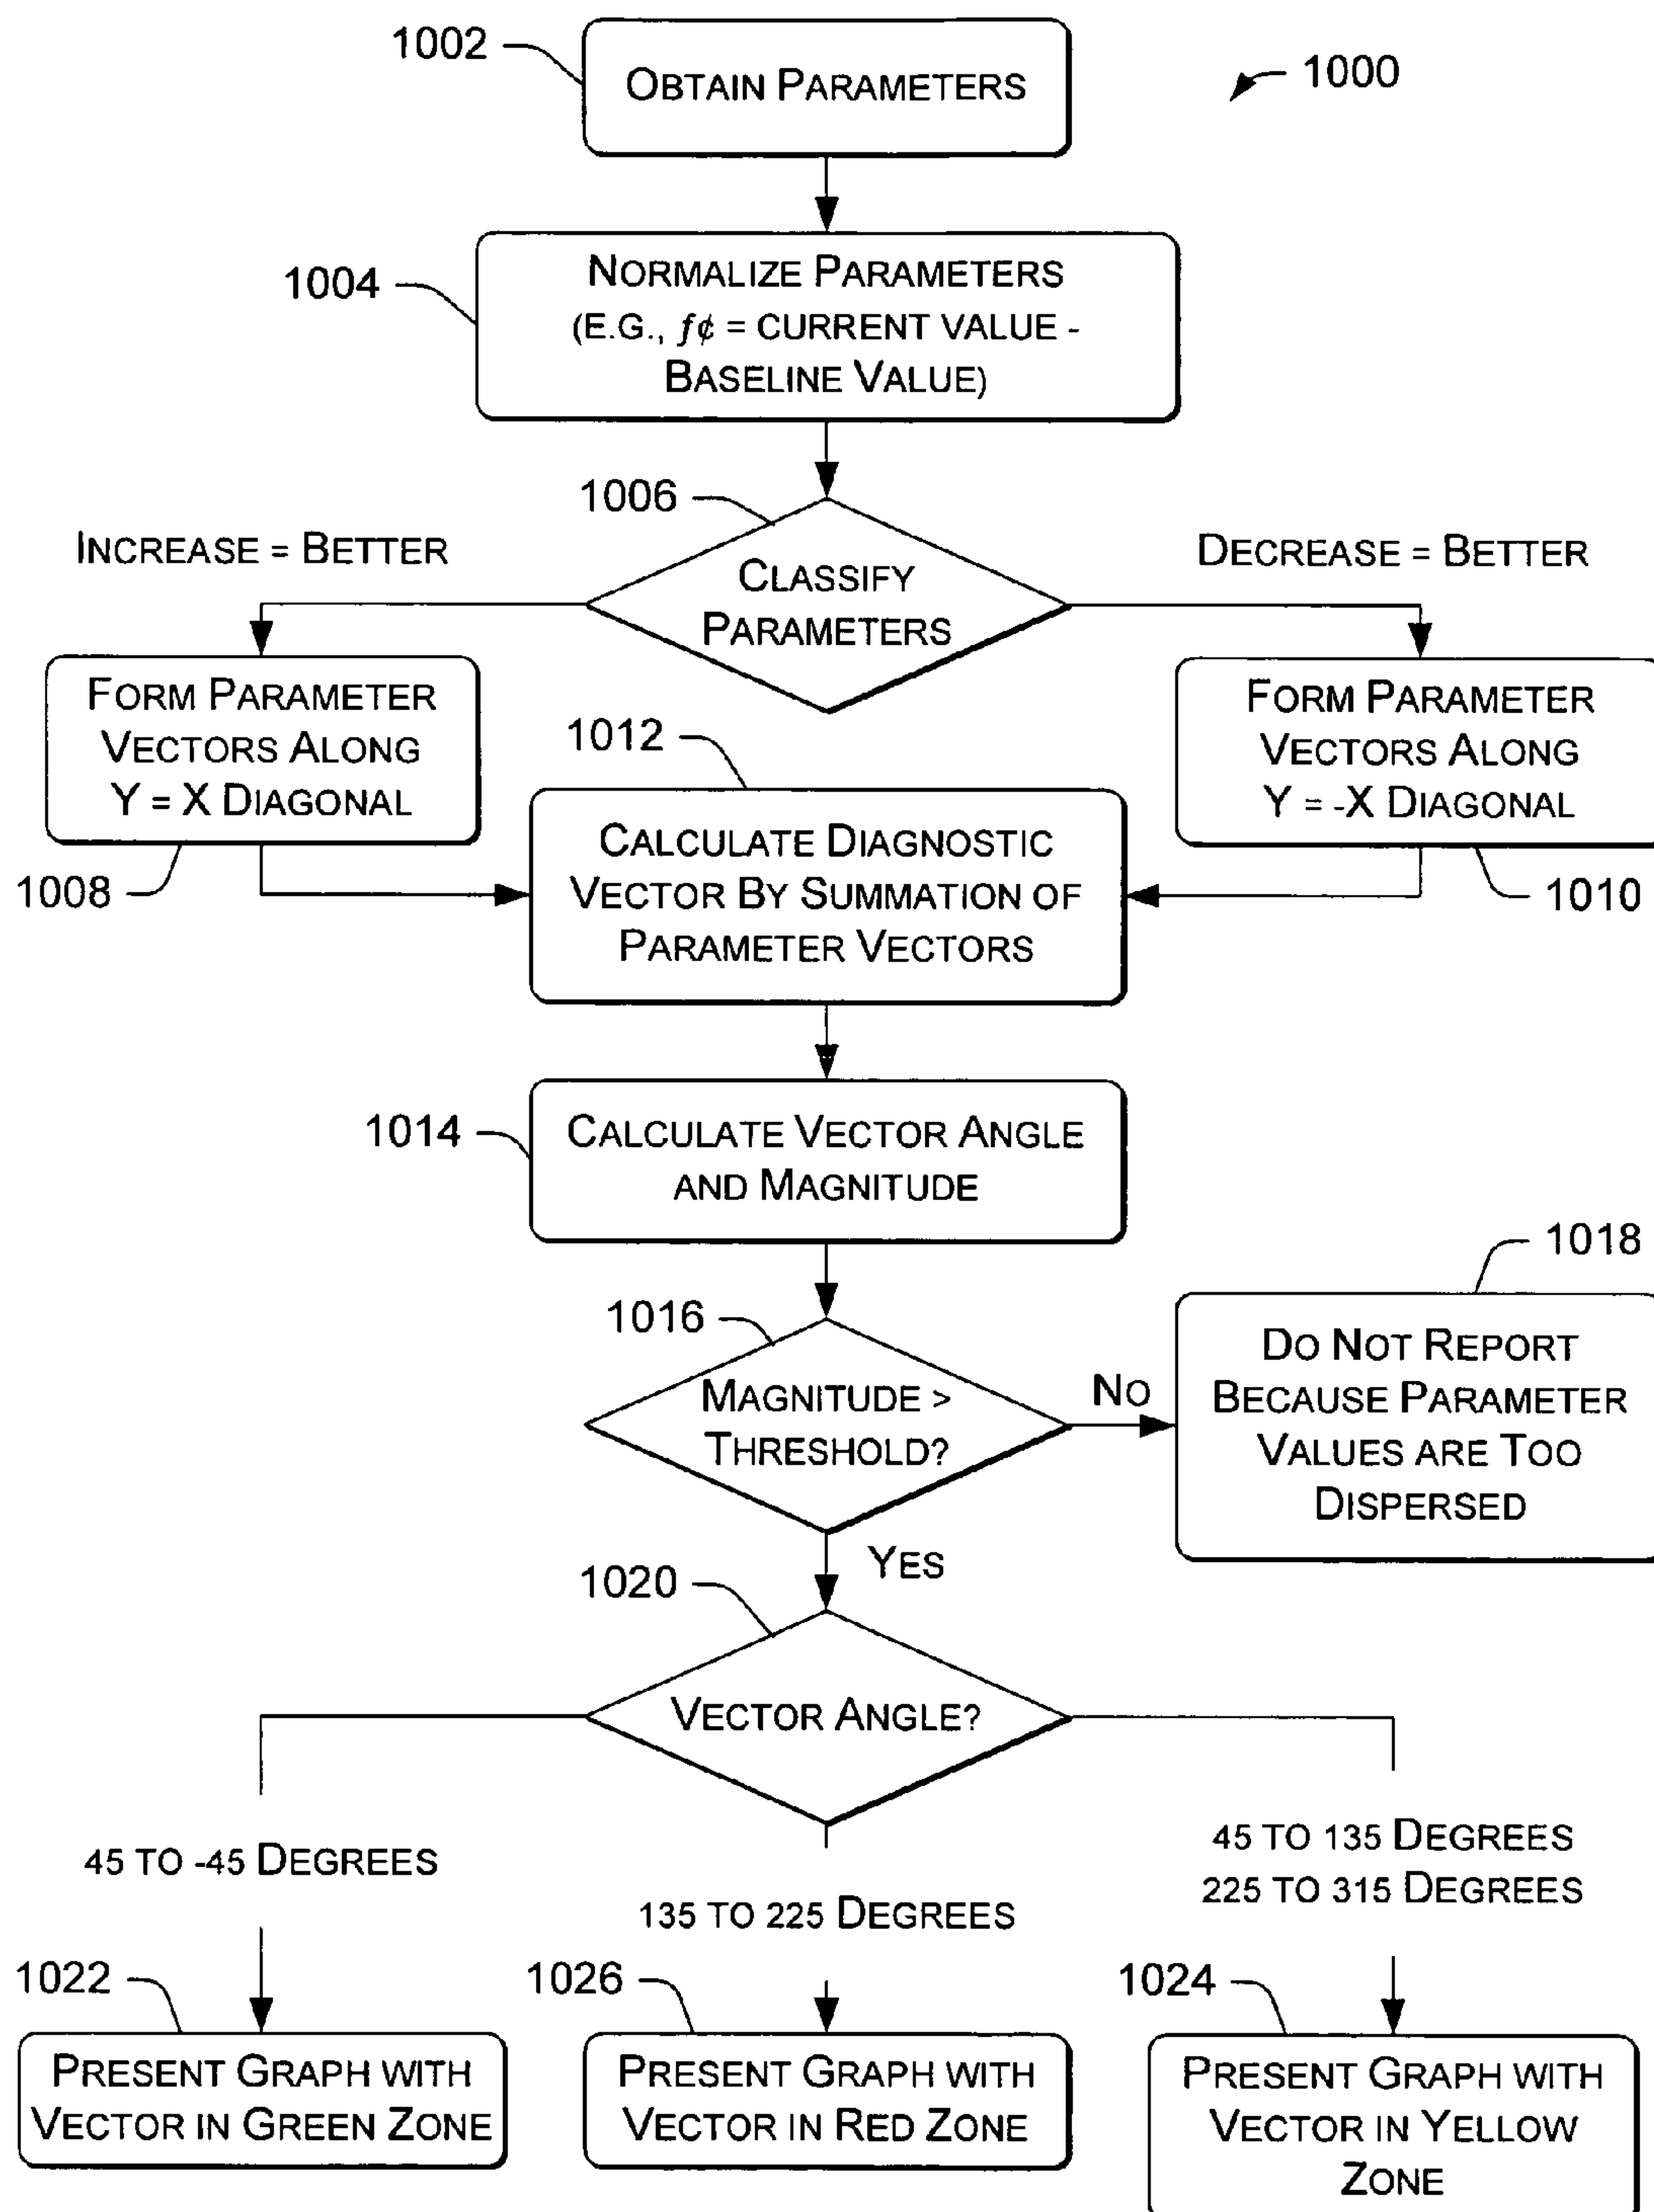 1002
OBTAIN PARAMETERS
1000
1004
NORMALIZE PARAMETERS
(E.G., f¢ = CURRENT VALUE -
BASELINE VALUE)
1006
INCREASE = BETTER
CLASSIFY
PARAMETERS
DECREASE = BETTER
FORM PARAMETER
VECTORS ALONG
Y = X DIAGONAL
1008
FORM PARAMETER
VECTORS ALONG
Y = -X DIAGONAL
1010
1012
CALCULATE DIAGNOSTIC
VECTOR BY SUMMATION OF
PARAMETER VECTORS
1014
CALCULATE VECTOR ANGLE
AND MAGNITUDE
1016
MAGNITUDE >
THRESHOLD?
NO
1018
DO NOT REPORT
BECAUSE PARAMETER
VALUES ARE TOO
DISPERSED
YES
1020
VECTOR ANGLE?
45 TO -45 DEGREES
135 TO 225 DEGREES
45 TO 135 DEGREES
225 TO 315 DEGREES
1022
PRESENT GRAPH WITH
VECTOR IN GREEN ZONE
1026
PRESENT GRAPH WITH
VECTOR IN RED ZONE
1024
PRESENT GRAPH WITH
VECTOR IN YELLOW
ZONE